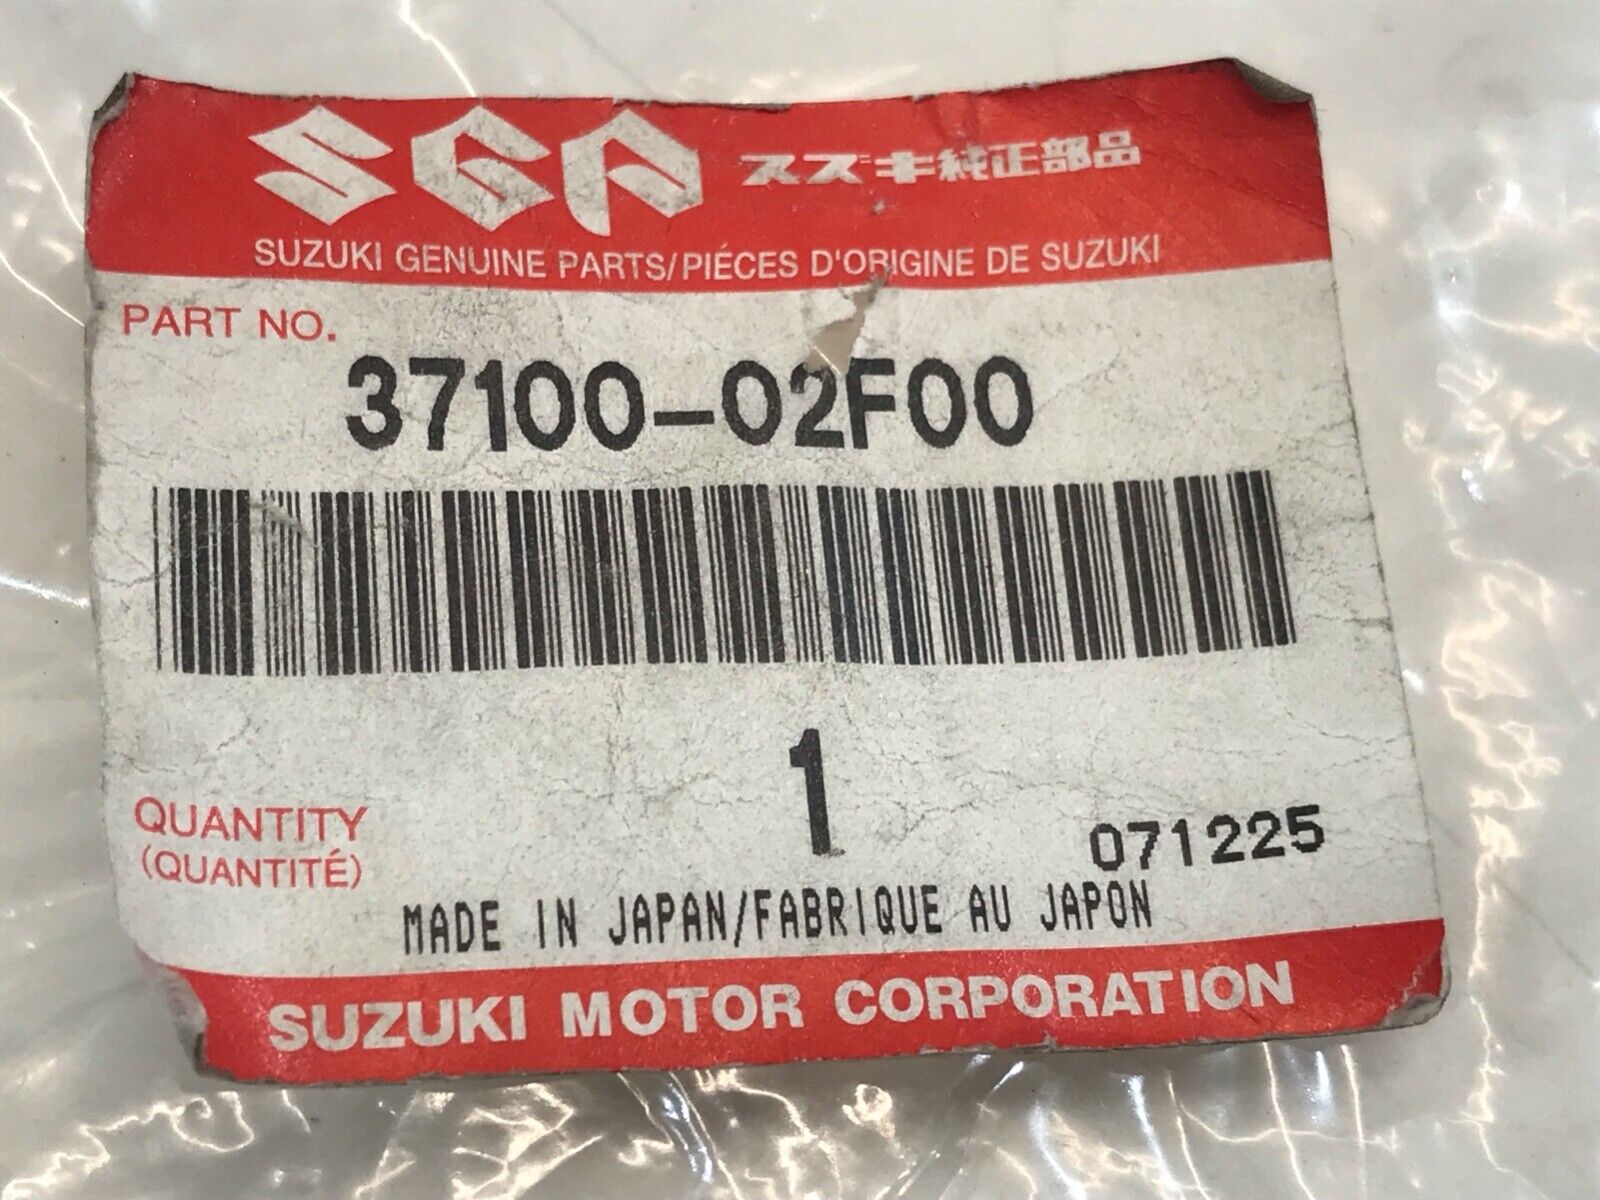 SGP スズキ純正部品
SUZUKI GENUINE PARTS/PIÉCES D'ORIGINE DE SUZUKI
PART NO.
37100-02F00
1
QUANTITY
(QUANTITÉ)
071225
MADE IN JAPAN/FABRIQUE AU JAPON
SUZUKI MOTOR CORPORATION